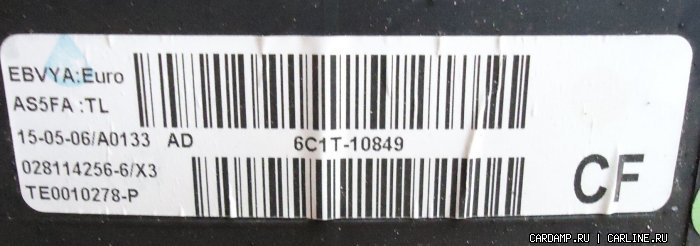 EBVYA:Euro
AS5FA :TL
15-05-06/A0133 AD 6C1T-10849
028114256-6/X3
TE0010278-P
CF
CARDAMP.RU | CARLINE.RU